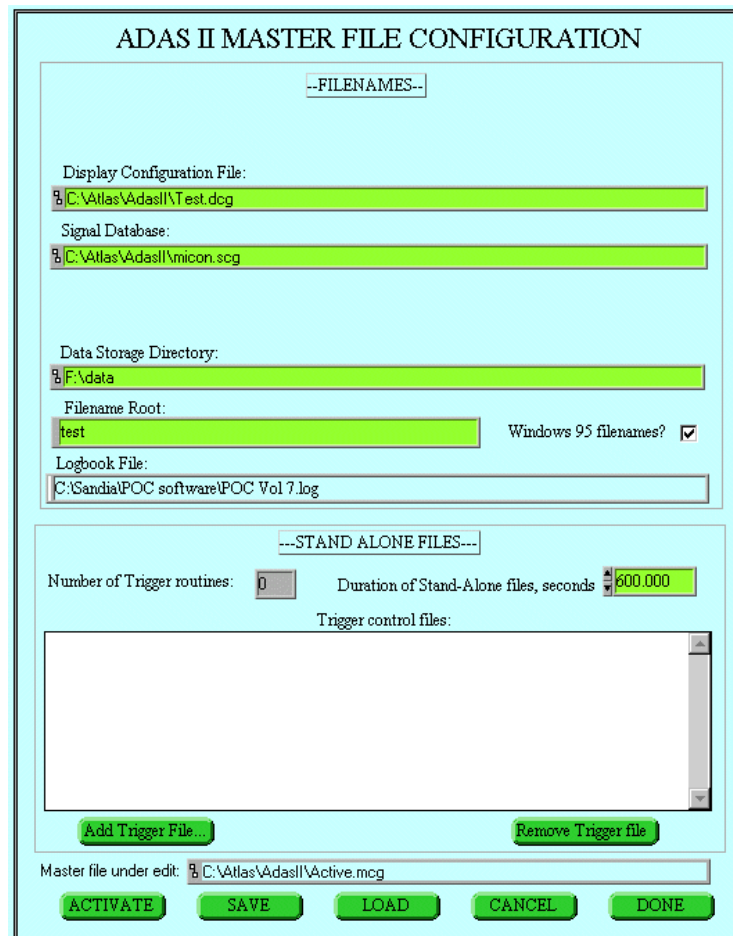 ADAS II MASTER FILE CONFIGURATION
--FILENAMES--
Display Configuration File:
C:\Atlas\AdasII\Test.dcg
Signal Database:
C:\Atlas\AdasII\micon.scg
Data Storage Directory:
F:\data
Filename Root:
test
Windows 95 filenames?
Logbook File:
C:\Sandia\POC software\POC Vol 7.log
---STAND ALONE FILES---
Number of Trigger routines: 0 Duration of Stand-Alone files, seconds 600.000
Trigger control files:
Add Trigger File... Remove Trigger file
Master file under edit: C:\Atlas\AdasII\Active.mcg
ACTIVATE SAVE LOAD CANCEL DONE